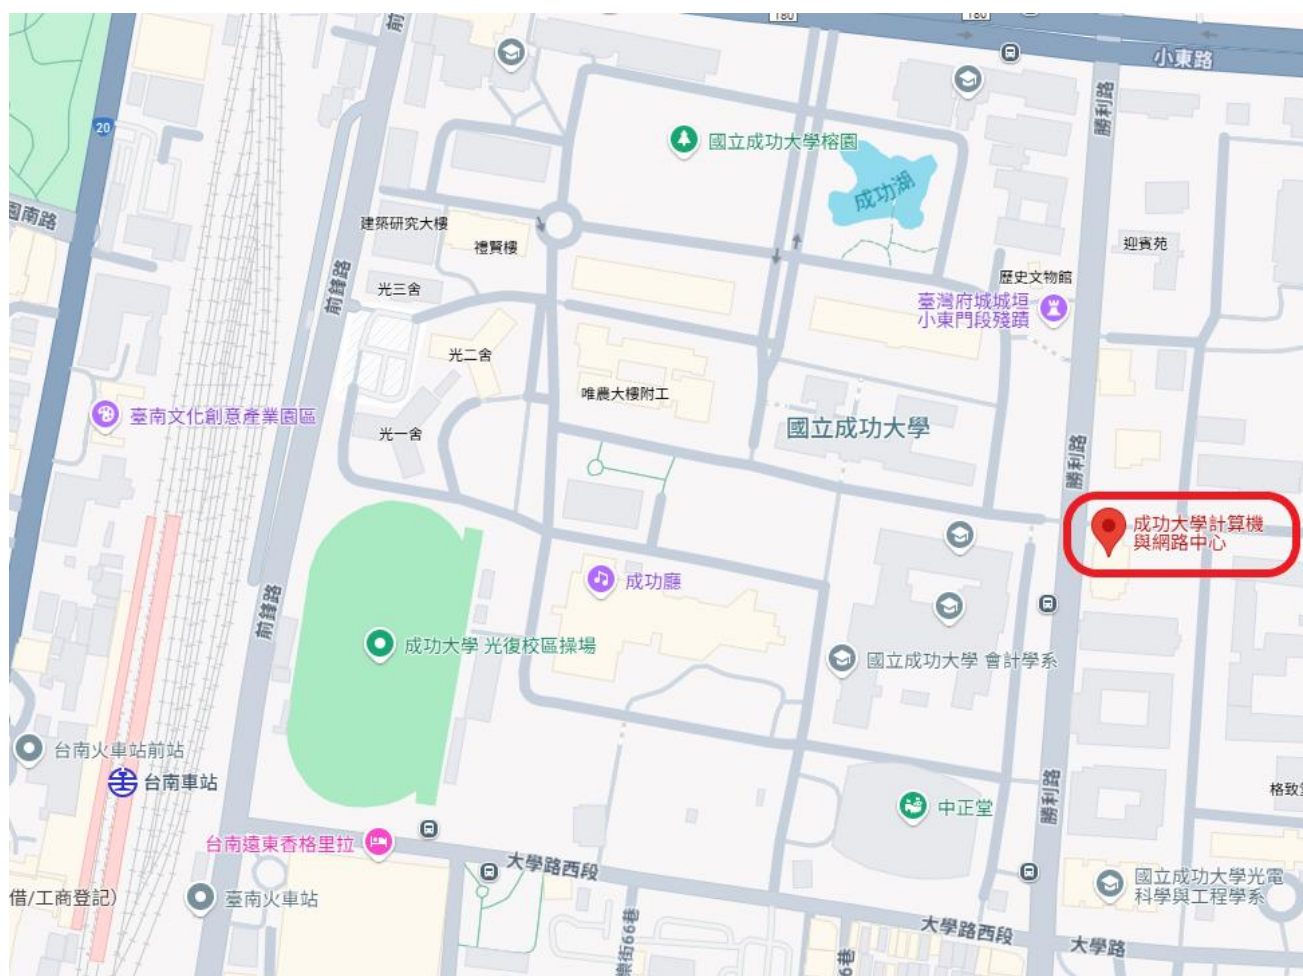 180
180
前
小東路
勝利路
20
國立成功大學榕園
成功湖
園南路
建築研究大樓
禮賢樓
迎賓苑
前鋒路
光三舍
歷史文物館
臺灣府城城垣
小東門段殘蹟
光二舍
唯農大樓附工
臺南文化創意產業園區
光一舍
國立成功大學
勝利路
成功大學計算機
與網路中心
前鋒路
成功廳
成功大學 光復校區操場
國立成功大學 會計學系
台南火車站前站
台南車站
勝利路
中正堂
台南遠東香格里拉
大學路西段
國立成功大學光電
科學與工程學系
借/工商登記)
臺南火車站
大學路西段
大學路